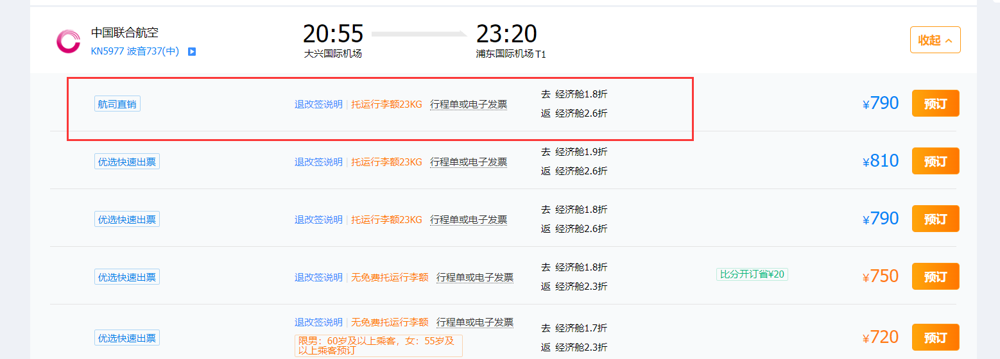 中国联合航空
KN5977 波音737(中)
20:55
大兴国际机场
23:20
浦东国际机场 T1
收起
航司直销
退改签说明 | 托运行李额23KG 行程单或电子发票
去 经济舱1.8折
返 经济舱2.6折
¥790
预订
优选快速出票
退改签说明 | 托运行李额23KG 行程单或电子发票
去 经济舱1.9折
返 经济舱2.6折
¥810
预订
优选快速出票
退改签说明 | 托运行李额23KG 行程单或电子发票
去 经济舱1.8折
返 经济舱2.6折
¥790
预订
优选快速出票
退改签说明 | 无免费托运行李额 行程单或电子发票
去 经济舱1.8折
返 经济舱2.3折
比分开订省¥20
¥750
预订
优选快速出票
退改签说明 | 无免费托运行李额 行程单或电子发票
限男：60岁及以上乘客，女：55岁及
以上乘客预订
去 经济舱1.7折
返 经济舱2.3折
¥720
预订